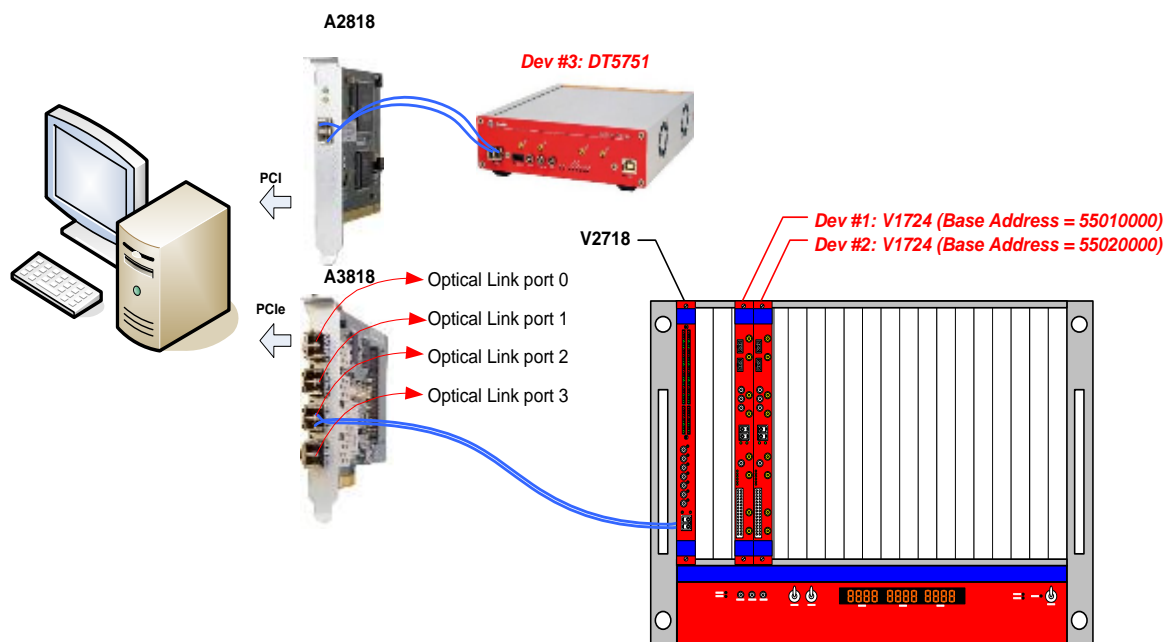 A2818
Dev #3: DT5751
PCI
Dev #1: V1724 (Base Address = 55010000)
Dev #2: V1724 (Base Address = 55020000)
V2718
A3818
Optical Link port 0
PCIe
Optical Link port 1
Optical Link port 2
Optical Link port 3
8888 8888 8888